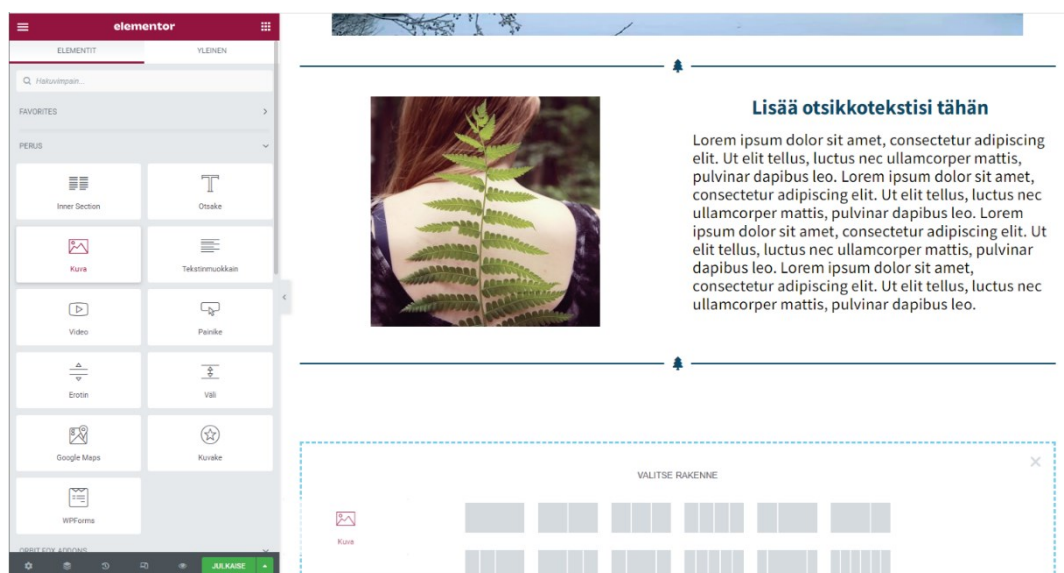 elementor
ELEMENTIT
YLEINEN
Hakuvimpain...
FAVORITES
PERUS
Inner Section
Otsake
Kuva
Tekstinmuokkain
Video
Painike
Erotin
Väli
Google Maps
Kuvake
WPForms
ORBIT FOX ADDONS
JULKAISE
Lisää otsikkotekstisi tähän
Lorem ipsum dolor sit amet, consectetur adipiscing
elit. Ut elit tellus, luctus nec ullamcorper mattis,
pulvinar dapibus leo. Lorem ipsum dolor sit amet,
consectetur adipiscing elit. Ut elit tellus, luctus nec
ullamcorper mattis, pulvinar dapibus leo. Lorem
ipsum dolor sit amet, consectetur adipiscing elit. Ut
elit tellus, luctus nec ullamcorper mattis, pulvinar
dapibus leo. Lorem ipsum dolor sit amet,
consectetur adipiscing elit. Ut elit tellus, luctus nec
ullamcorper mattis, pulvinar dapibus leo.
VALITSE RAKENNE
Kuva